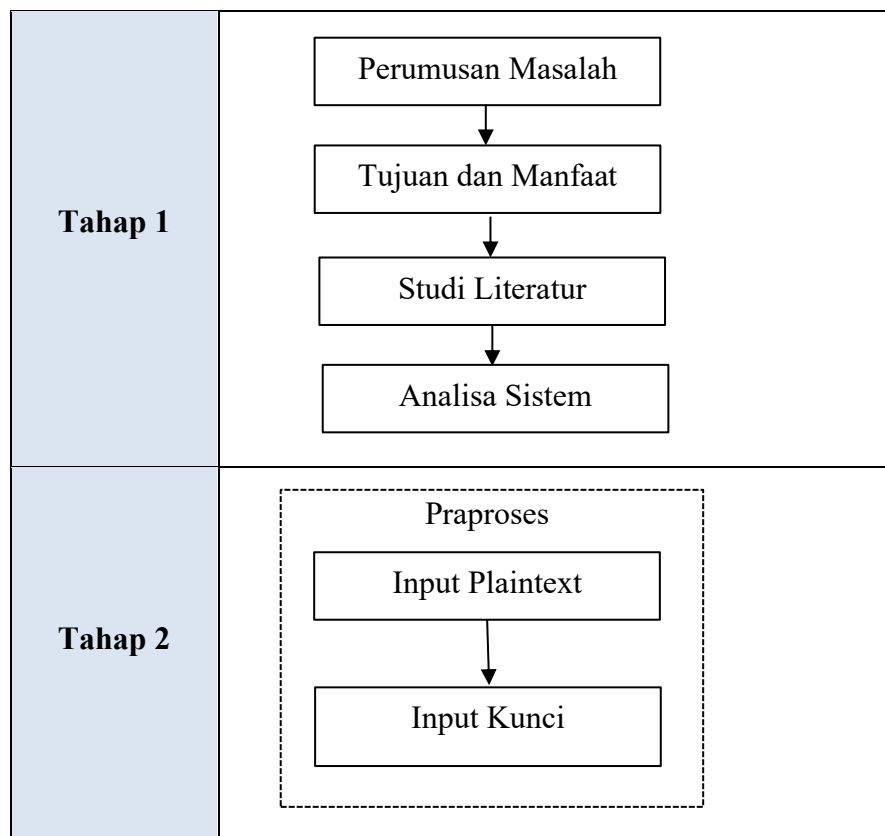 Tahap 1
Perumusan Masalah
Tujuan dan Manfaat
Studi Literatur
Analisa Sistem
Tahap 2
Praproses
Input Plaintext
Input Kunci